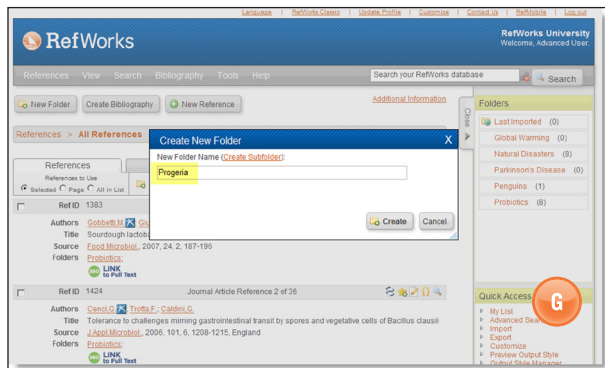 Language | RefWorks Classic | Update Profile | Customize | Contact Us | RefMobile | Log out
RefWorks
RefWorks University
Welcome, Advanced User.
References View Search Bibliography Tools Help
Search your RefWorks database
Search
New Folder
Create Bibliography
New Reference
Additional Information
Close
References > All References
References
References to Use
Selected Page All in List
Create New Folder X
New Folder Name (Create Subfolder):
Progeria
Create
Cancel
Ref ID 1383
Authors Gobbetti,M
Title Sourdough
Source Food Microbiol., 2007, 24, 2, 187-196
Folders Probiotics;
LINK
to Full Text
Ref ID 1424 Journal Article Reference 2 of 36
Authors Cenci,G. Trotta,F.; Caldini,G.
Title Tolerance to challenges miming gastrointestinal transit by spores and vegetative cells of Bacillus clausii
Source J.Appl.Microbiol., 2006, 101, 6, 1208-1215, England
Folders Probiotics;
LINK
to Full Text
Folders
Last Imported (0)
Global Warming (0)
Natural Disasters (8)
Parkinson's Disease (0)
Penguins (1)
Probiotics (8)
Quick Access
My List
Advanced
Import
Export
Customize
Preview Output Style
Output Style Manager
G